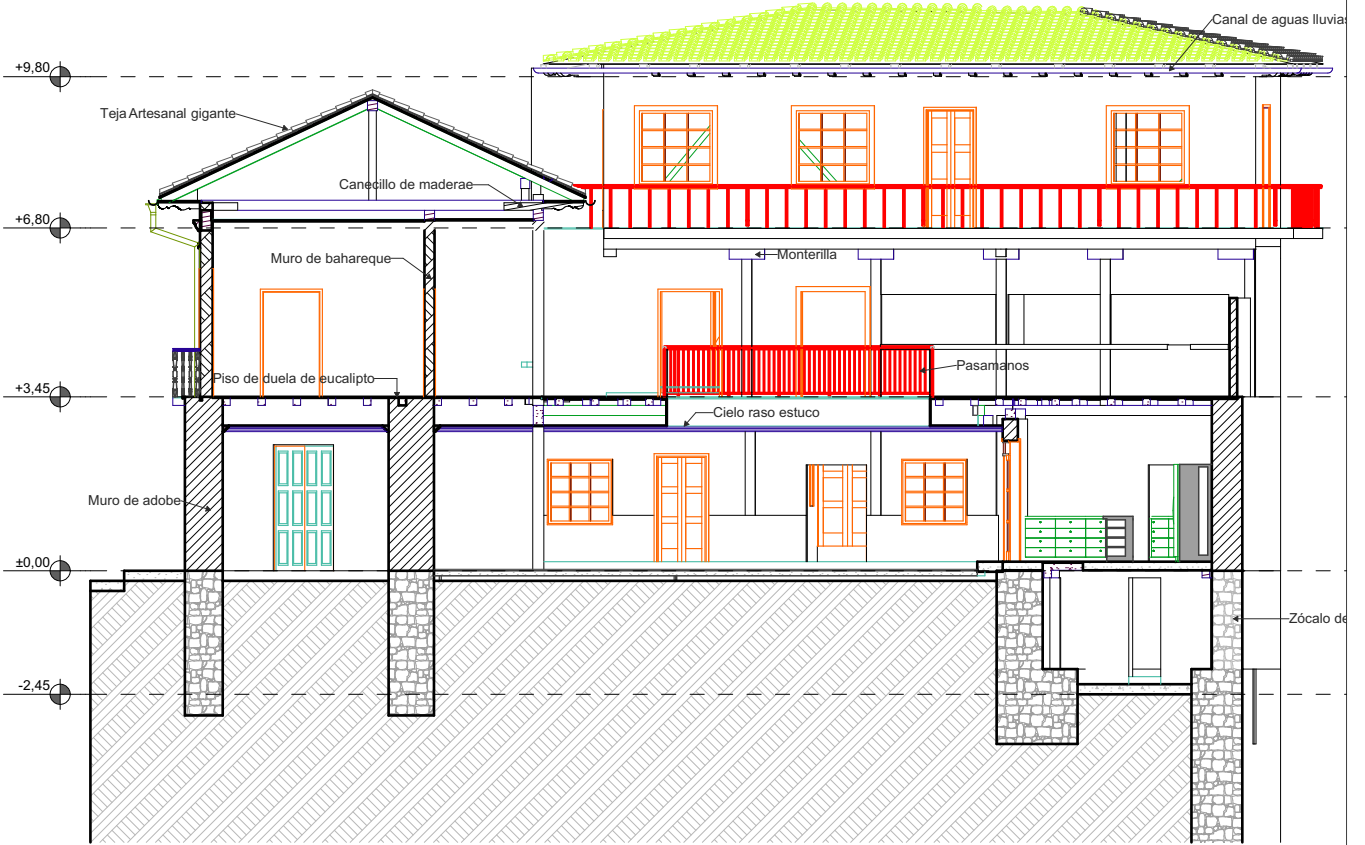 Canal de aguas lluvias
+9,80
Teja Artesanal gigante
Canecillo de maderae
+6,80
Muro de bahareque
Monterilla
Pasamanos
Piso de duela de eucalipto
+3,45
Cielo raso estuco
Muro de adobe
±0,00
Zócalo de
-2,45